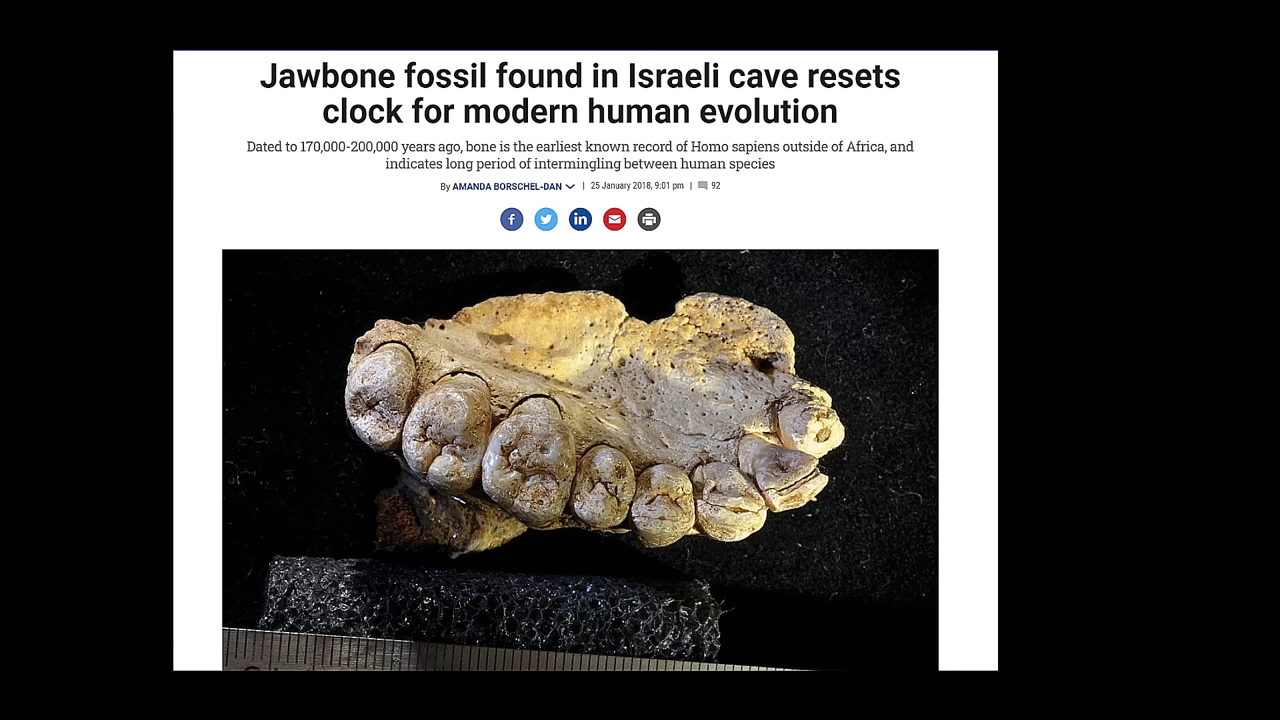 Jawbone fossil found in Israeli cave resets
clock for modern human evolution
Dated to 170,000-200,000 years ago, bone is the earliest known record of Homo sapiens outside of Africa, and
indicates long period of intermingling between human species
By AMANDA BORSCHEL-DAN | 25 January 2018, 9:01 pm | 92
f in